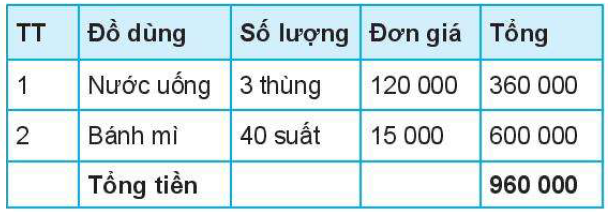 TT Đồ dùng Số lượng Đơn giá Tổng
1 Nước uống 3 thùng 120 000 360 000
2 Bánh mì 40 suất 15 000 600 000
Tổng tiền 960 000